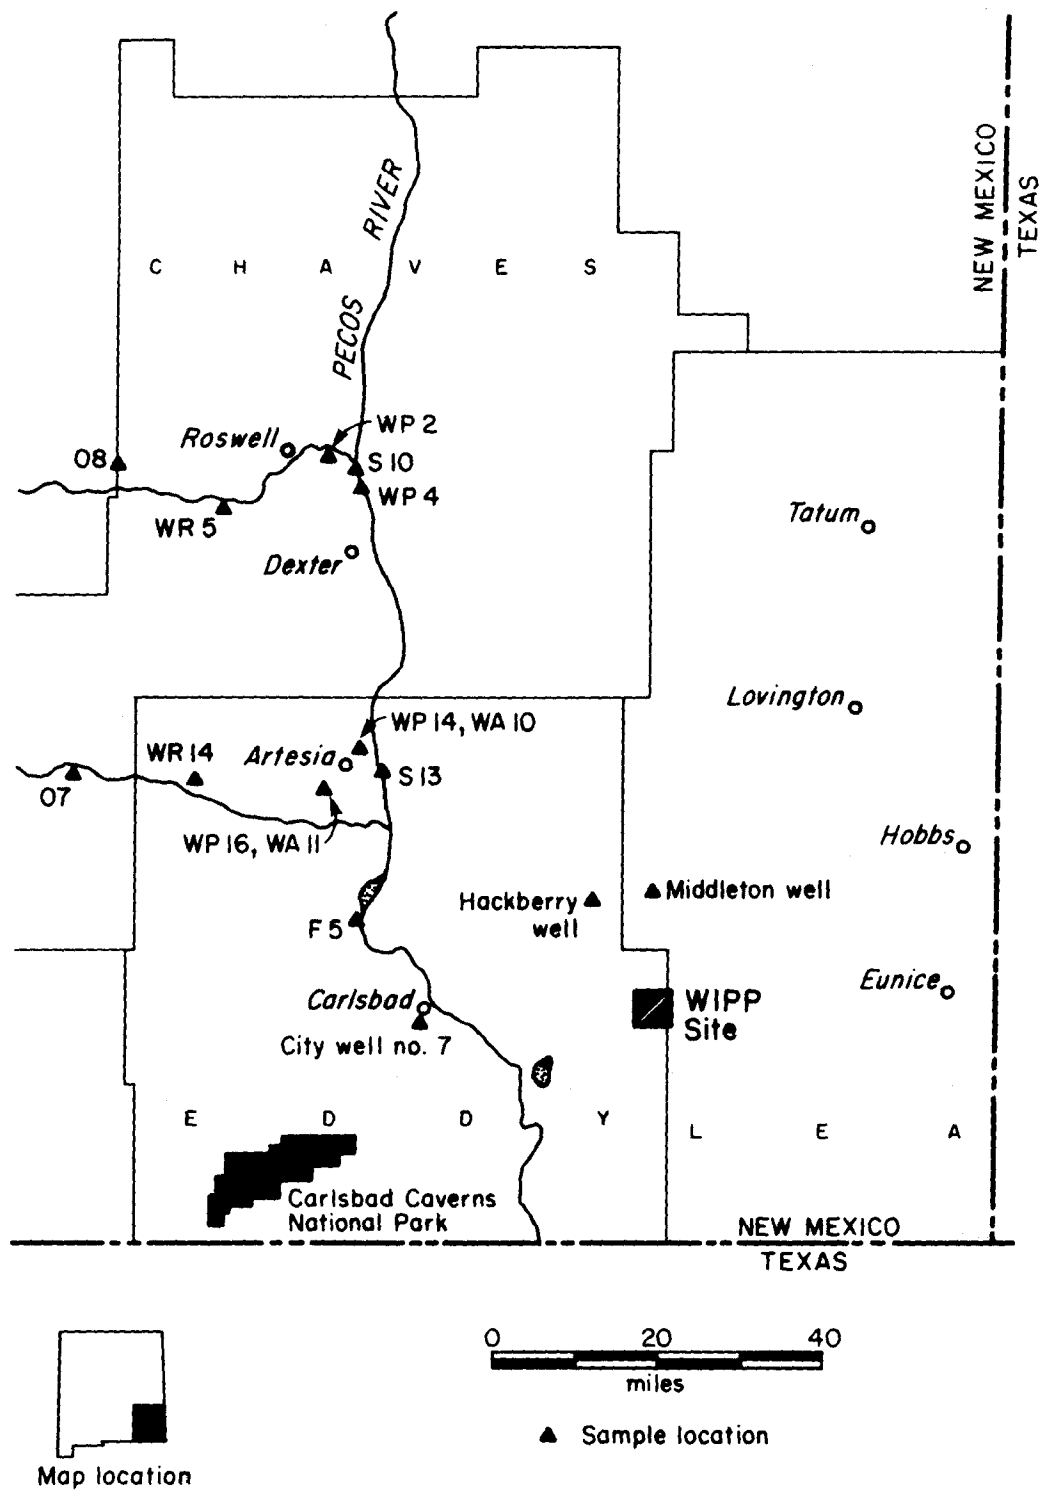 NEW MEXICO
TEXAS
PECOS RIVER
C H A V E S
Roswell
WP 2
O8
S 10
WP 4
WR 5
Dexter
Tatum
Lovington
WP 14, WA 10
WR 14
Artesia
S 13
O7
WP 16, WA 11
Hobbs
Middleton well
Hackberry
well
F 5
Eunice
Carlsbad
WIPP
Site
City well no. 7
E D D Y
L E A
Carlsbad Caverns
National Park
NEW MEXICO
TEXAS
0 20 40
miles
Sample location
Map location